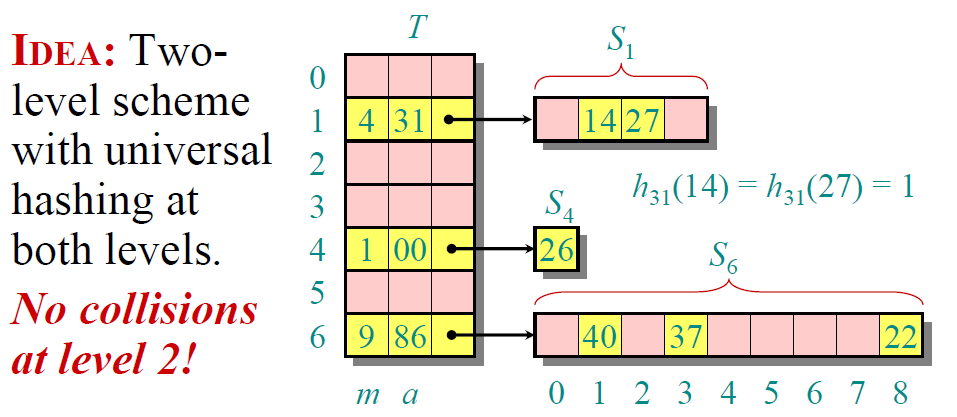 IDEA: Two-
level scheme
with universal
hashing at
both levels.
No collisions
at level 2!
T
0
1 4 31
2
3
4 1 00
5
6 9 86
m a
S₁
14 27
h₃₁(14) = h₃₁(27) = 1
S₄
26
S₆
40 37 22
0 1 2 3 4 5 6 7 8